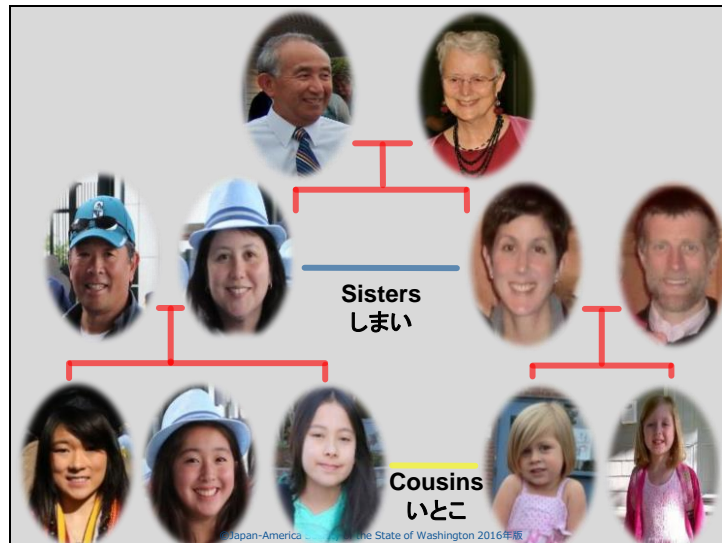 Sisters
しまい
Cousins
いとこ
Japan-America the State of Washington 2016年版